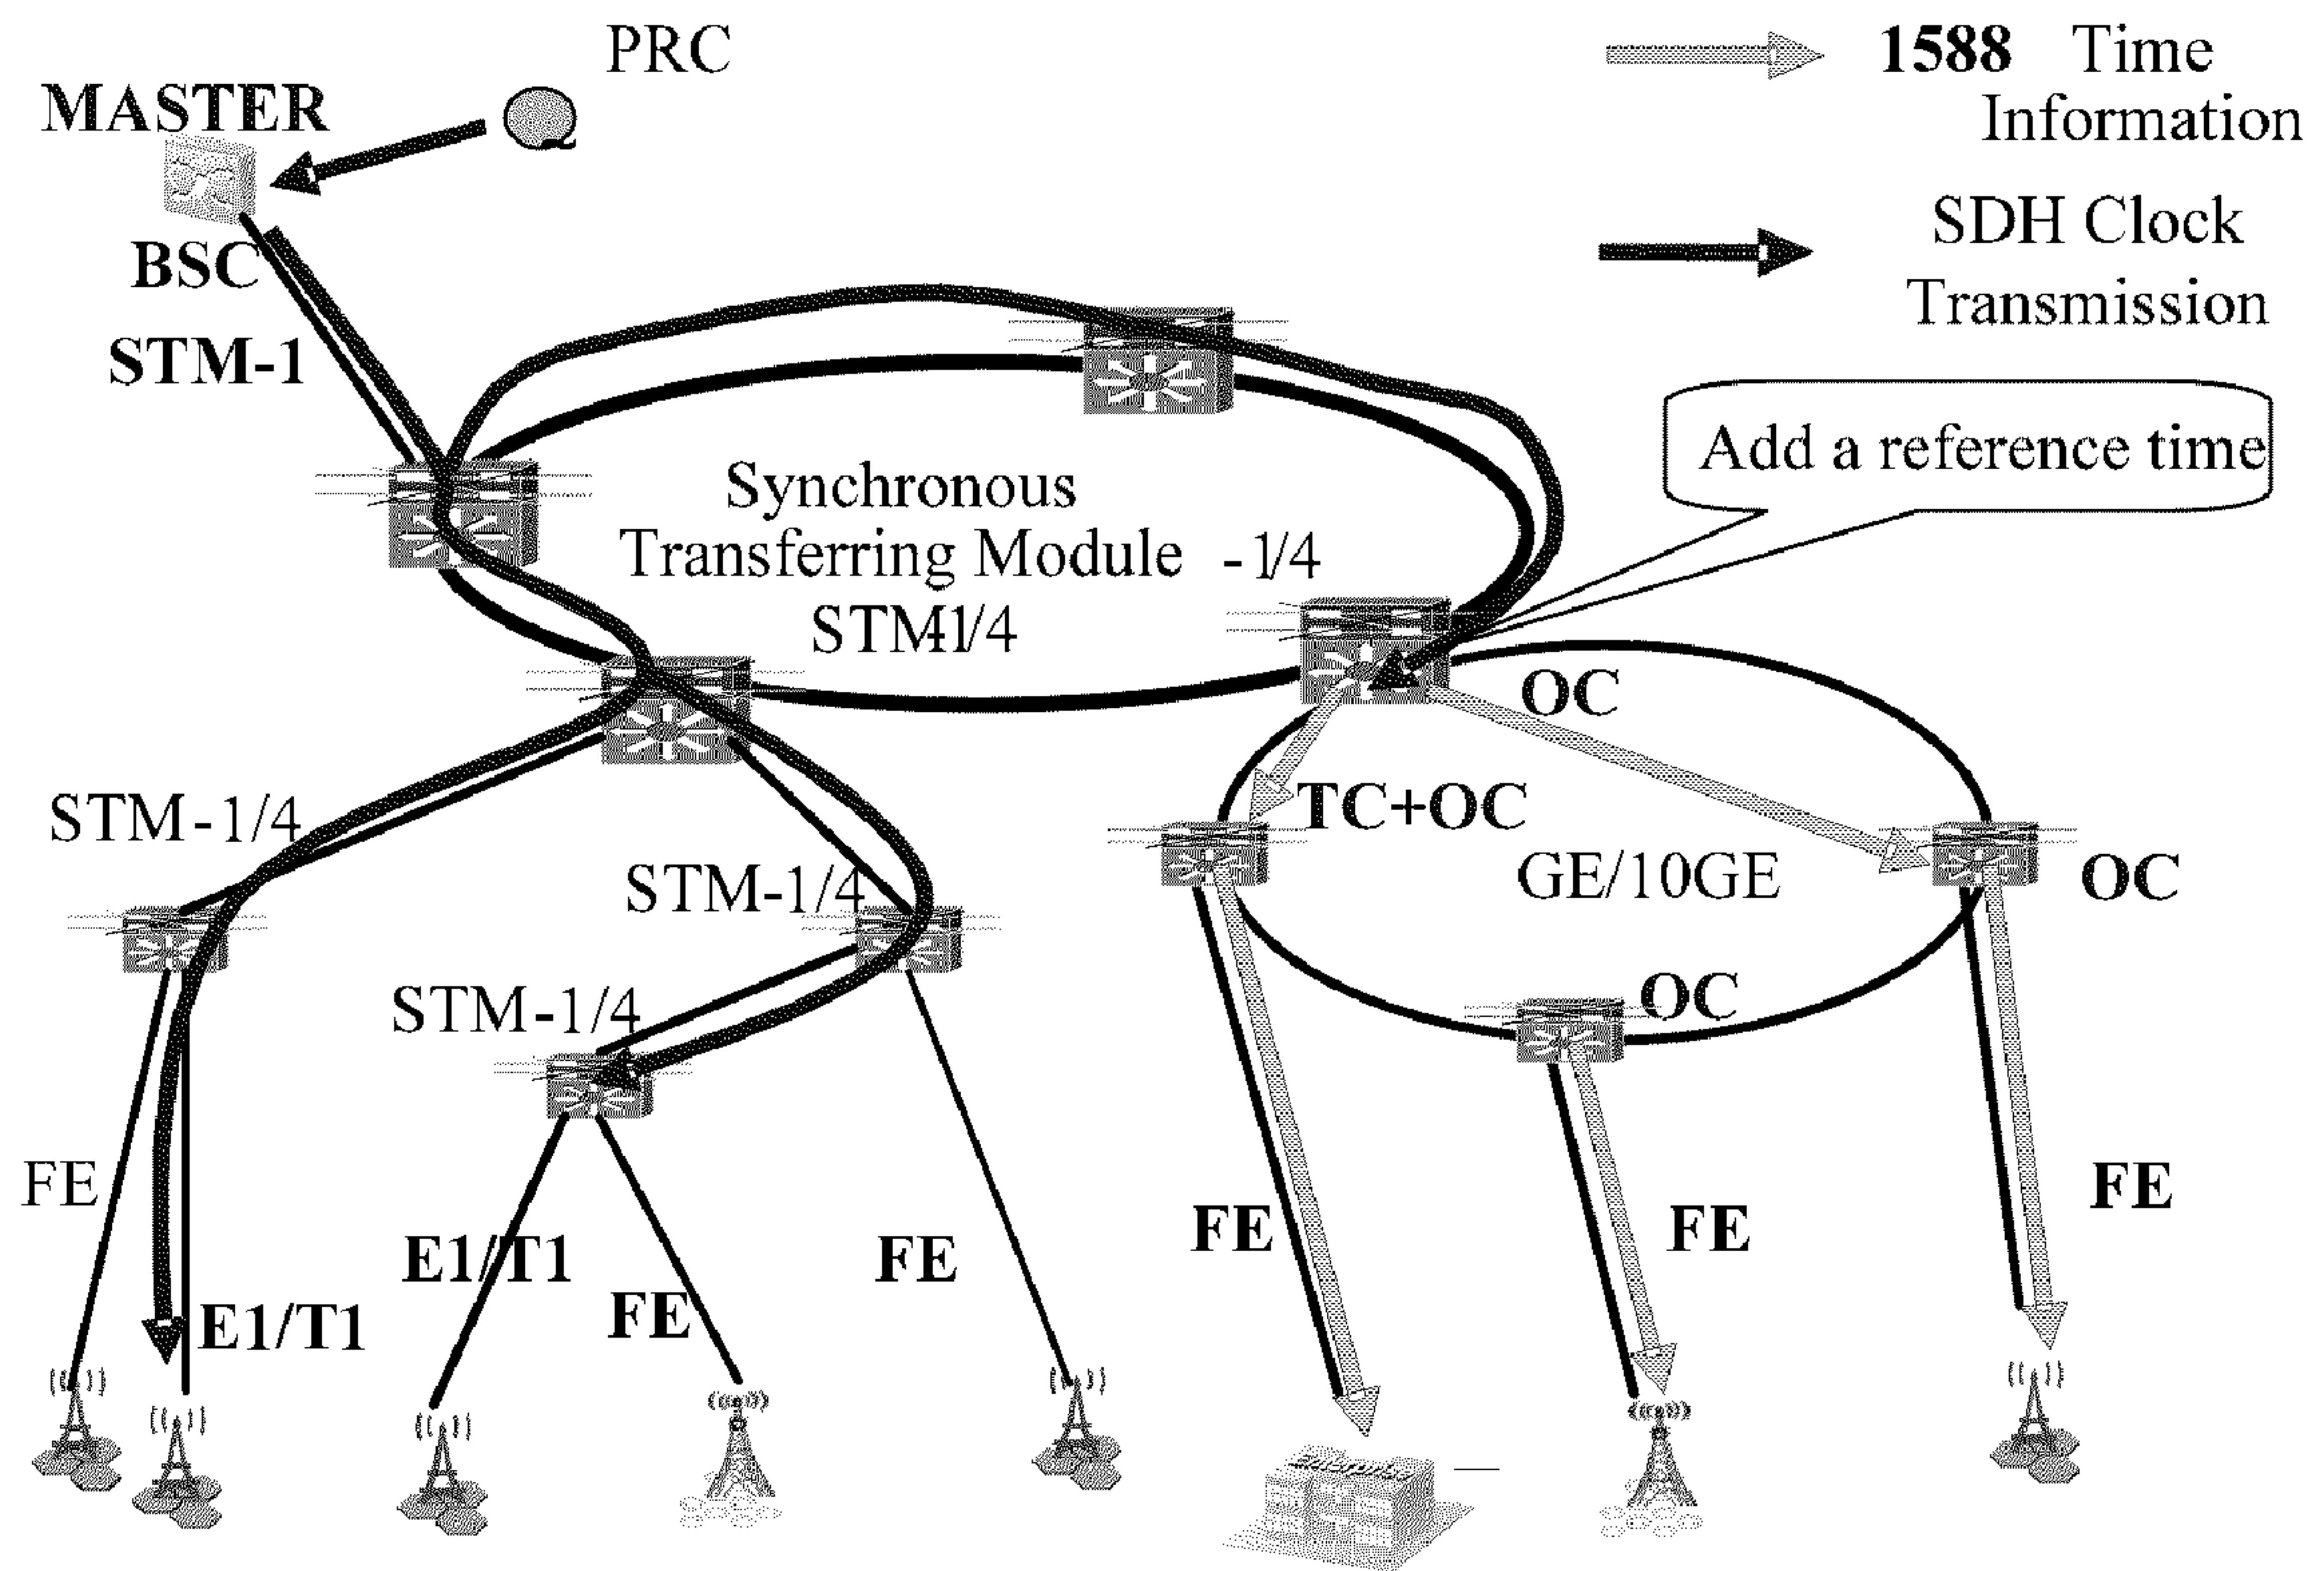 PRC
1588 Time
Information
MASTER
SDH Clock
Transmission
BSC
STM-1
Add a reference time
Synchronous
Transferring Module -1/4
STM1/4
OC
TC+OC
STM-1/4
GE/10GE
OC
STM-1/4
OC
STM-1/4
FE
FE
FE
FE
E1/T1
FE
FE
E1/T1
Enterprise